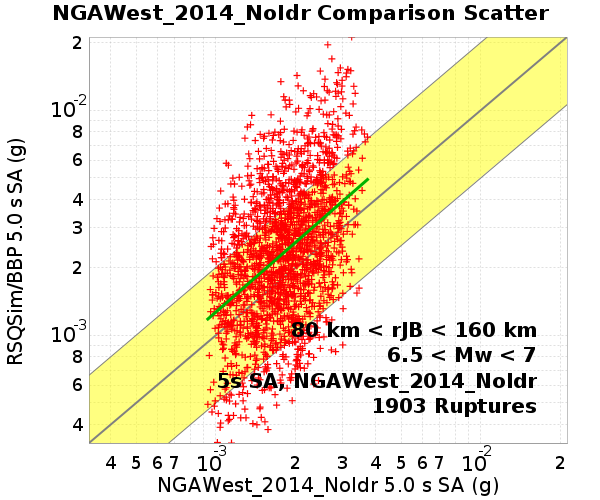 NGAWest_2014_NoIdr Comparison Scatter
RSQSim/BBP 5.0 s SA (g)
2
10-2
8
6
4
3
2
10-3
8
6
4
80 km < rJB < 160 km
6.5 < Mw < 7
5s SA, NGAWest_2014_NoIdr
1903 Ruptures
4 5 6 7 10-3 2 3 4 5 6 7 10-2 2
NGAWest_2014_NoIdr 5.0 s SA (g)